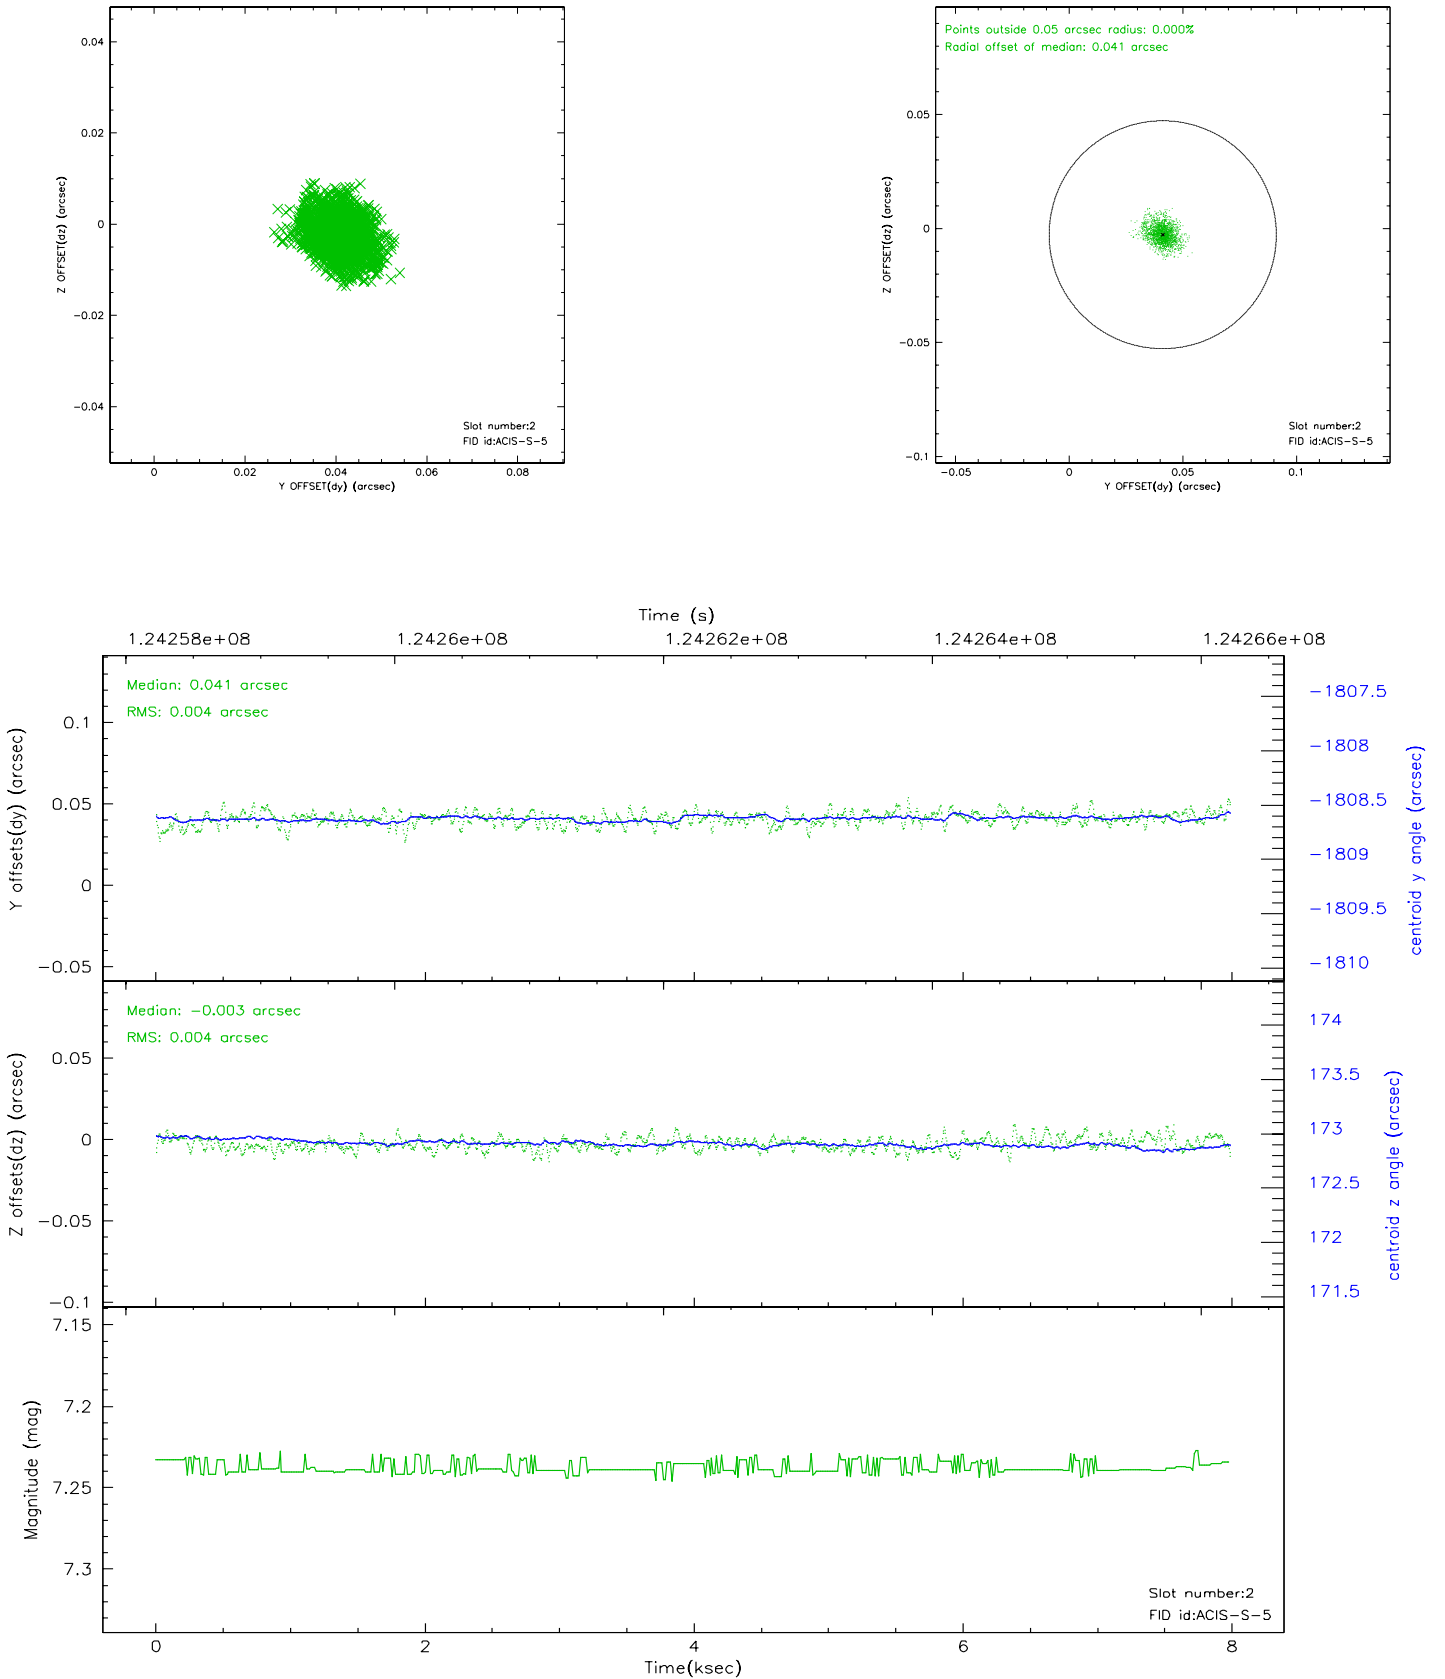 0.04
0.02
0
-0.02
-0.04
Z OFFSET(dz) (arcsec)
Slot number:2
FID id:ACIS-S-5
0 0.02 0.04 0.06 0.08
Y OFFSET(dy) (arcsec)
Points outside 0.05 arcsec radius: 0.000%
Radial offset of median: 0.041 arcsec
0.05
0
-0.05
-0.1
Z OFFSET(dz) (arcsec)
Slot number:2
FID id:ACIS-S-5
-0.05 0 0.05 0.1
Y OFFSET(dy) (arcsec)
Time (s)
1.24258e+08 1.2426e+08 1.24262e+08 1.24264e+08 1.24266e+08
Median: 0.041 arcsec
RMS: 0.004 arcsec
0.1
0.05
0
-0.05
Y offsets(dy) (arcsec)
-1807.5
-1808
-1808.5
-1809
-1809.5
-1810
centroid y angle (arcsec)
Median: -0.003 arcsec
RMS: 0.004 arcsec
0.05
0
-0.05
-0.1
Z offsets(dz) (arcsec)
174
173.5
173
172.5
172
171.5
centroid z angle (arcsec)
7.15
7.2
7.25
7.3
Magnitude (mag)
Slot number:2
FID id:ACIS-S-5
0 2 4 6 8
Time(ksec)